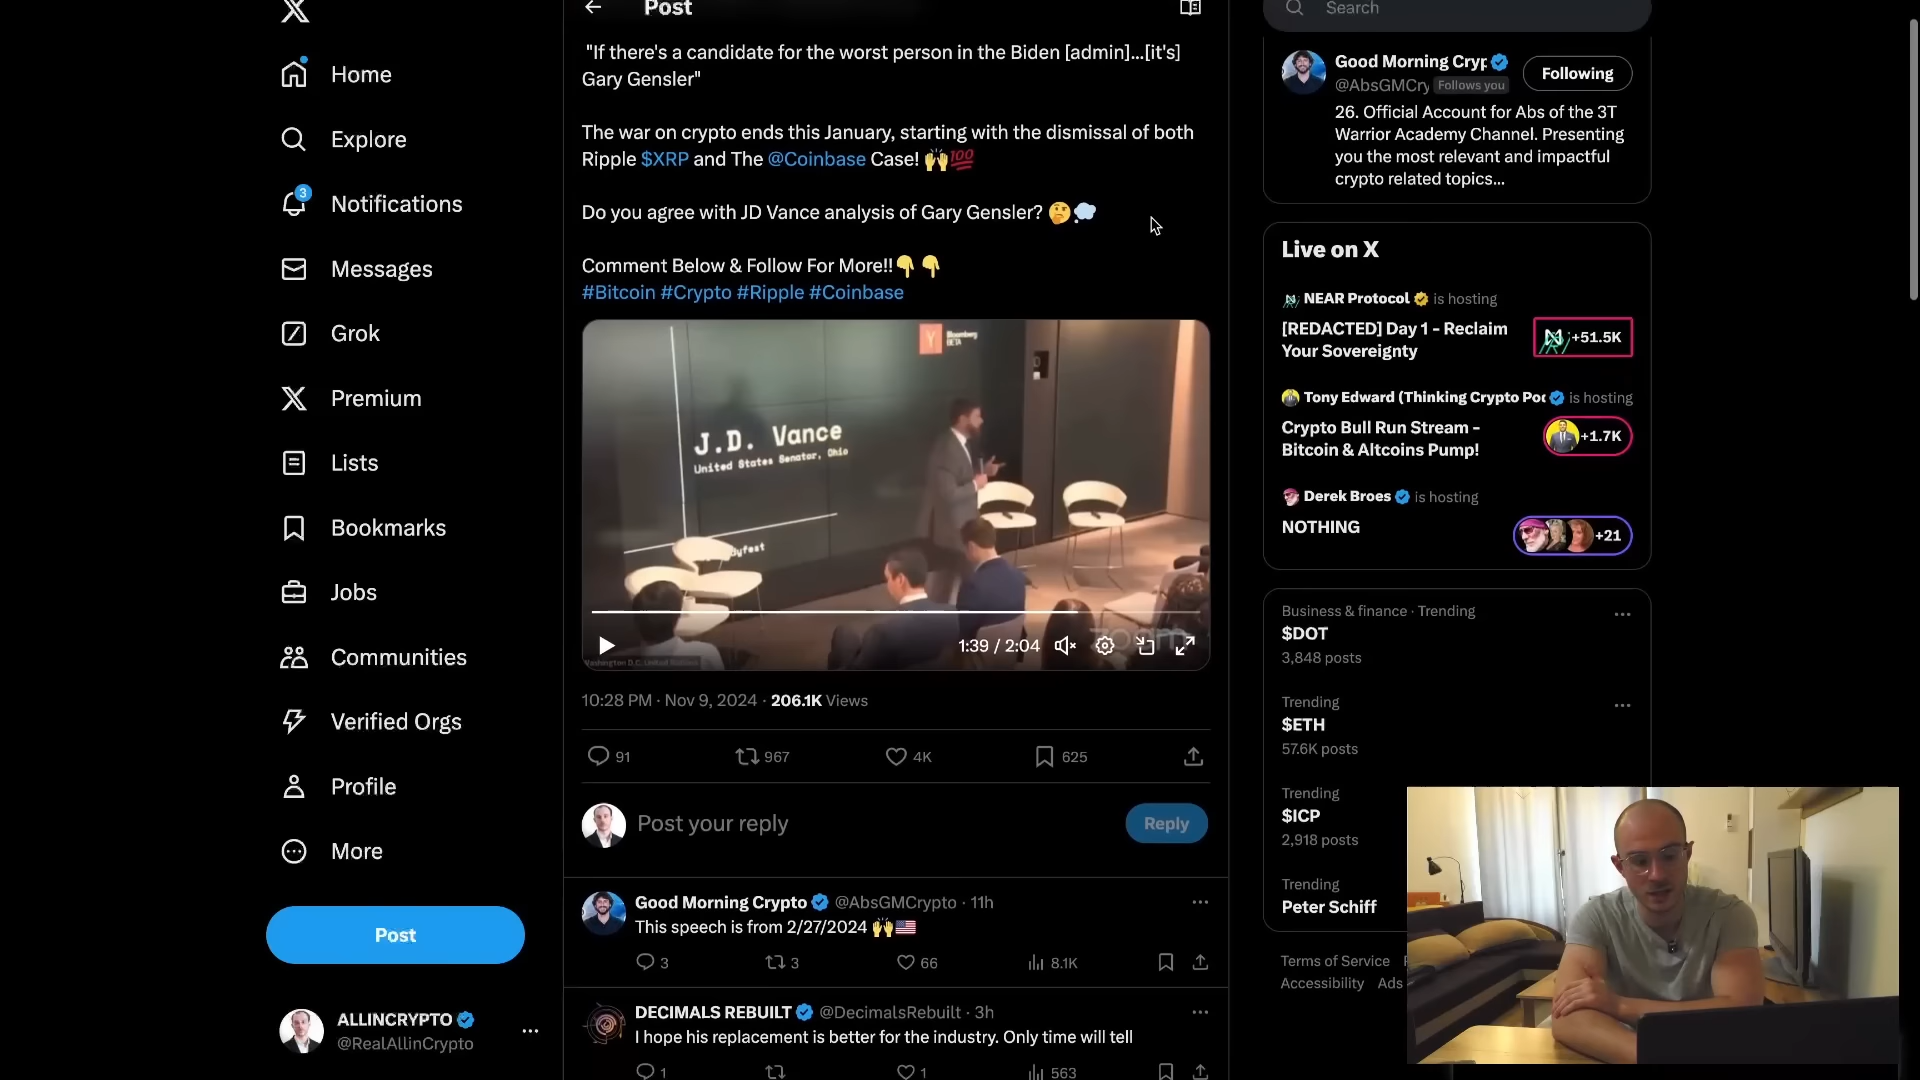 Home
Explore
3
Notifications
Messages
Grok
Premium
Lists
Bookmarks
Jobs
Communities
Verified Orgs
Profile
More
Post
ALLINCRYPTO
@RealAllinCrypto
Post
"If there's a candidate for the worst person in the Biden [admin]...[it's]
Gary Gensler"
The war on crypto ends this January, starting with the dismissal of both
Ripple $XRP and The @Coinbase Case! 🙌💯
Do you agree with JD Vance analysis of Gary Gensler? 🤔💭
Comment Below & Follow For More!!👇👇
#Bitcoin #Crypto #Ripple #Coinbase
Bloomberg
BETA
J.D. Vance
United States Senator, Ohio
1:39 / 2:04
zoom
10:28 PM · Nov 9, 2024 · 206.1K Views
91
967
4K
625
Post your reply
Reply
Good Morning Crypto @AbsGMCrypto · 11h
This speech is from 2/27/2024 🙌🇺🇸
3
3
66
8.1K
DECIMALS REBUILT @DecimalsRebuilt · 3h
I hope his replacement is better for the industry. Only time will tell
1
1
563
Search
Good Morning Cryp
Following
@AbsGMCry Follows you
26. Official Account for Abs of the 3T
Warrior Academy Channel. Presenting
you the most relevant and impactful
crypto related topics...
Live on X
NEAR Protocol is hosting
[REDACTED] Day 1 - Reclaim
Your Sovereignty
+51.5K
Tony Edward (Thinking Crypto Poc is hosting
Crypto Bull Run Stream -
Bitcoin & Altcoins Pump!
+1.7K
Derek Broes is hosting
NOTHING
+21
Business & finance · Trending
$DOT
3,848 posts
Trending
$ETH
57.6K posts
Trending
$ICP
2,918 posts
Trending
Peter Schiff
Terms of Service
Accessibility Ads